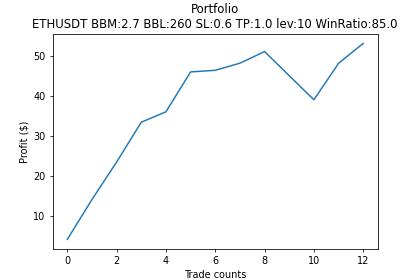 Portfolio
ETHUSDT BBM:2.7 BBL:260 SL:0.6 TP:1.0 lev:10 WinRatio:85.0
50
40
30
20
10
Profit ($)
0 2 4 6 8 10 12
Trade counts